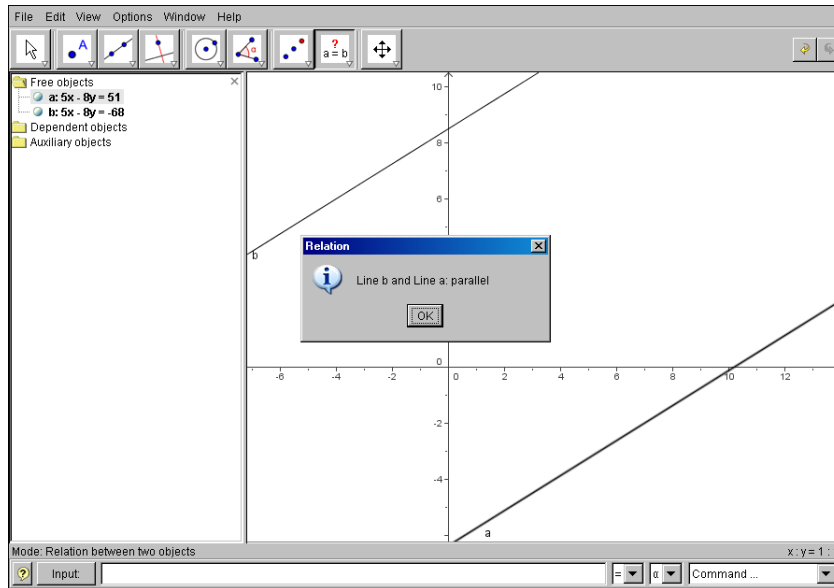 File Edit View Options Window Help
A
α
?
a = b
Free objects
a: 5x - 8y = 51
b: 5x - 8y = -68
Dependent objects
Auxiliary objects
10
8
6
b
Relation
Line b and Line a: parallel
OK
0
-6 -4 -2 0 2 4 6 8 10 12
-2
-4
a
Mode: Relation between two objects
x : y = 1 :
? Input: = α Command ...